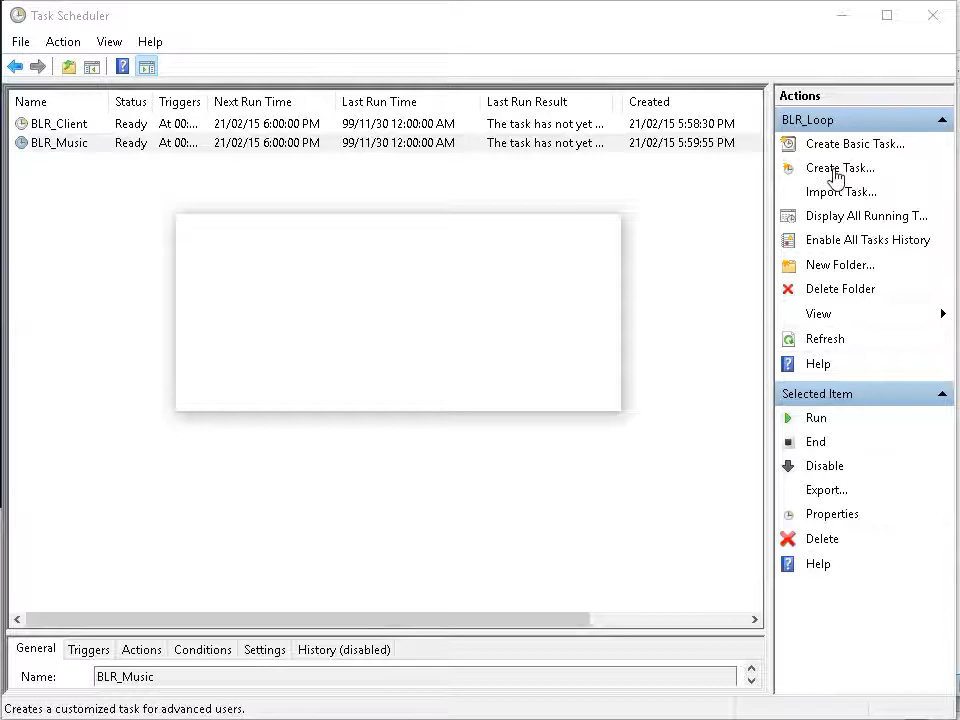 Task Scheduler
File Action View Help
Name Status Triggers Next Run Time Last Run Time Last Run Result Created
BLR_Client Ready At 00:... 21/02/15 6:00:00 PM 99/11/30 12:00:00 AM The task has not yet ... 21/02/15 5:58:30 PM
BLR_Music Ready At 00:... 21/02/15 6:00:00 PM 99/11/30 12:00:00 AM The task has not yet ... 21/02/15 5:59:55 PM
General Triggers Actions Conditions Settings History (disabled)
Name: BLR_Music
Actions
BLR_Loop
Create Basic Task...
Create Task...
Import Task...
Display All Running T...
Enable All Tasks History
New Folder...
Delete Folder
View
Refresh
Help
Selected Item
Run
End
Disable
Export...
Properties
Delete
Help
Creates a customized task for advanced users.